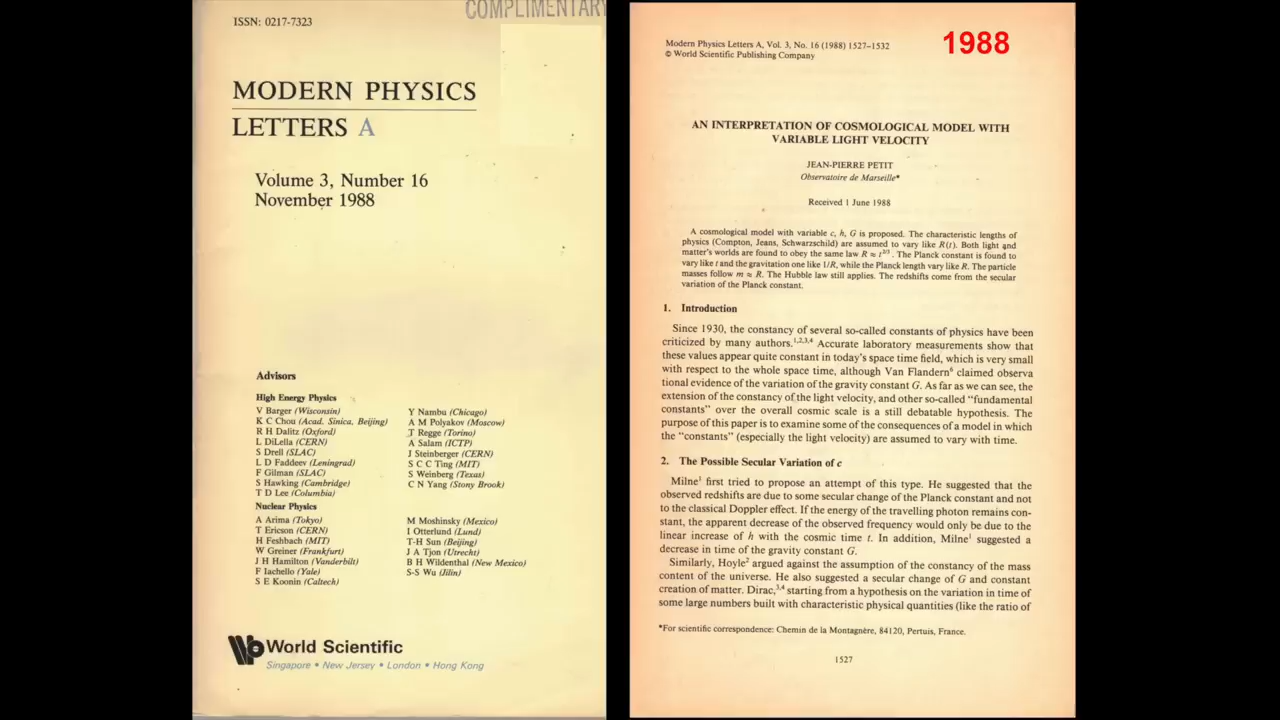 COMPLIMENTARY
ISSN: 0217-7323
MODERN PHYSICS
LETTERS A
Volume 3, Number 16
November 1988
Advisors
High Energy Physics
V Barger (Wisconsin)
K C Chou (Acad. Sinica, Beijing)
R H Dalitz (Oxford)
L DiLella (CERN)
S Drell (SLAC)
L D Faddeev (Leningrad)
F Gilman (SLAC)
S Hawking (Cambridge)
T D Lee (Columbia)
Y Nambu (Chicago)
A M Polyakov (Moscow)
T Regge (Torino)
A Salam (ICTP)
J Steinberger (CERN)
S C C Ting (MIT)
S Weinberg (Texas)
C N Yang (Stony Brook)
Nuclear Physics
A Arima (Tokyo)
T Ericson (CERN)
H Feshbach (MIT)
W Greiner (Frankfurt)
J H Hamilton (Vanderbilt)
F Iachello (Yale)
S E Koonin (Caltech)
M Moshinsky (Mexico)
I Otterlund (Lund)
T-H Sun (Beijing)
J A Tjon (Utrecht)
B H Wildenthal (New Mexico)
S-S Wu (Jilin)
World Scientific
Singapore • New Jersey • London • Hong Kong
Modern Physics Letters A, Vol. 3, No. 16 (1988) 1527–1532
© World Scientific Publishing Company
1988
AN INTERPRETATION OF COSMOLOGICAL MODEL WITH
VARIABLE LIGHT VELOCITY
JEAN-PIERRE PETIT
Observatoire de Marseille*
Received 1 June 1988
A cosmological model with variable c, h, G is proposed. The characteristic lengths of
physics (Compton, Jeans, Schwarzschild) are assumed to vary like R(t). Both light and
matter's worlds are found to obey the same law R ≈ t^2/3. The Planck constant is found to
vary like t and the gravitation one like 1/R, while the Planck length vary like R. The particle
masses follow m ≈ R. The Hubble law still applies. The redshifts come from the secular
variation of the Planck constant.
1. Introduction
Since 1930, the constancy of several so-called constants of physics have been
criticized by many authors.1,2,3,4 Accurate laboratory measurements show that
these values appear quite constant in today's space time field, which is very small
with respect to the whole space time, although Van Flandern6 claimed observa
tional evidence of the variation of the gravity constant G. As far as we can see, the
extension of the constancy of the light velocity, and other so-called “fundamental
constants” over the overall cosmic scale is a still debatable hypothesis. The
purpose of this paper is to examine some of the consequences of a model in which
the “constants” (especially the light velocity) are assumed to vary with time.
2. The Possible Secular Variation of c
Milne1 first tried to propose an attempt of this type. He suggested that the
observed redshifts are due to some secular change of the Planck constant and not
to the classical Doppler effect. If the energy of the travelling photon remains con-
stant, the apparent decrease of the observed frequency would only be due to the
linear increase of h with the cosmic time t. In addition, Milne1 suggested a
decrease in time of the gravity constant G.
Similarly, Hoyle2 argued against the assumption of the constancy of the mass
content of the universe. He also suggested a secular change of G and constant
creation of matter. Dirac,3,4 starting from a hypothesis on the variation in time of
some large numbers built with characteristic physical quantities (like the ratio of
*For scientific correspondence: Chemin de la Montagnère, 84120, Pertuis, France.
1527